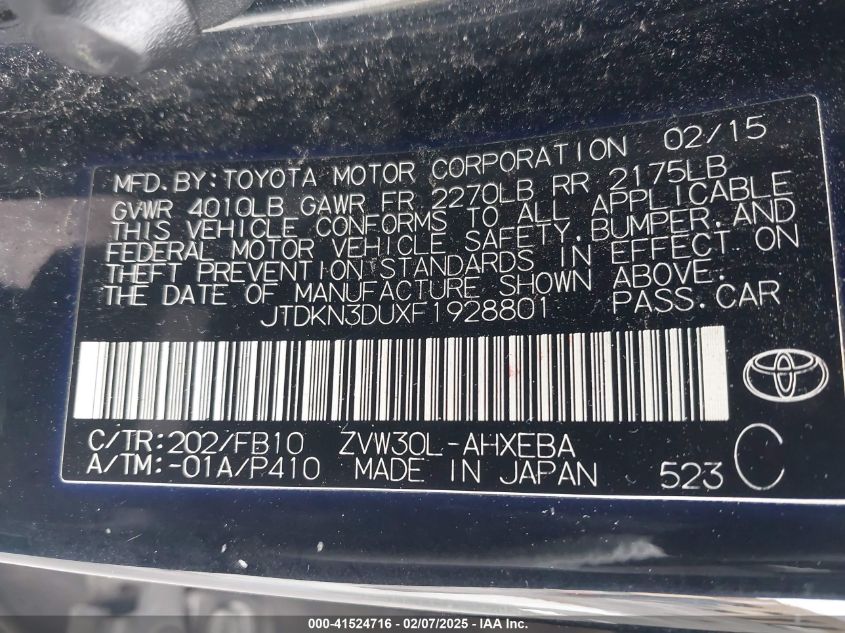 MFD. BY: TOYOTA MOTOR CORPORATION 02/15
GVWR 4010LB GAWR FR 2270LB RR 2175LB
THIS VEHICLE CONFORMS TO ALL APPLICABLE
FEDERAL MOTOR VEHICLE SAFETY, BUMPER, AND
THEFT PREVENTION STANDARDS IN EFFECT ON
THE DATE OF MANUFACTURE SHOWN ABOVE.
JTDKN3DUXF1928801 PASS. CAR
C/TR: 202/FB10 ZVW30L-AHXEBA
A/TM: -01A/P410 MADE IN JAPAN 523 C
000-41524716 - 02/07/2025 - IAA Inc.